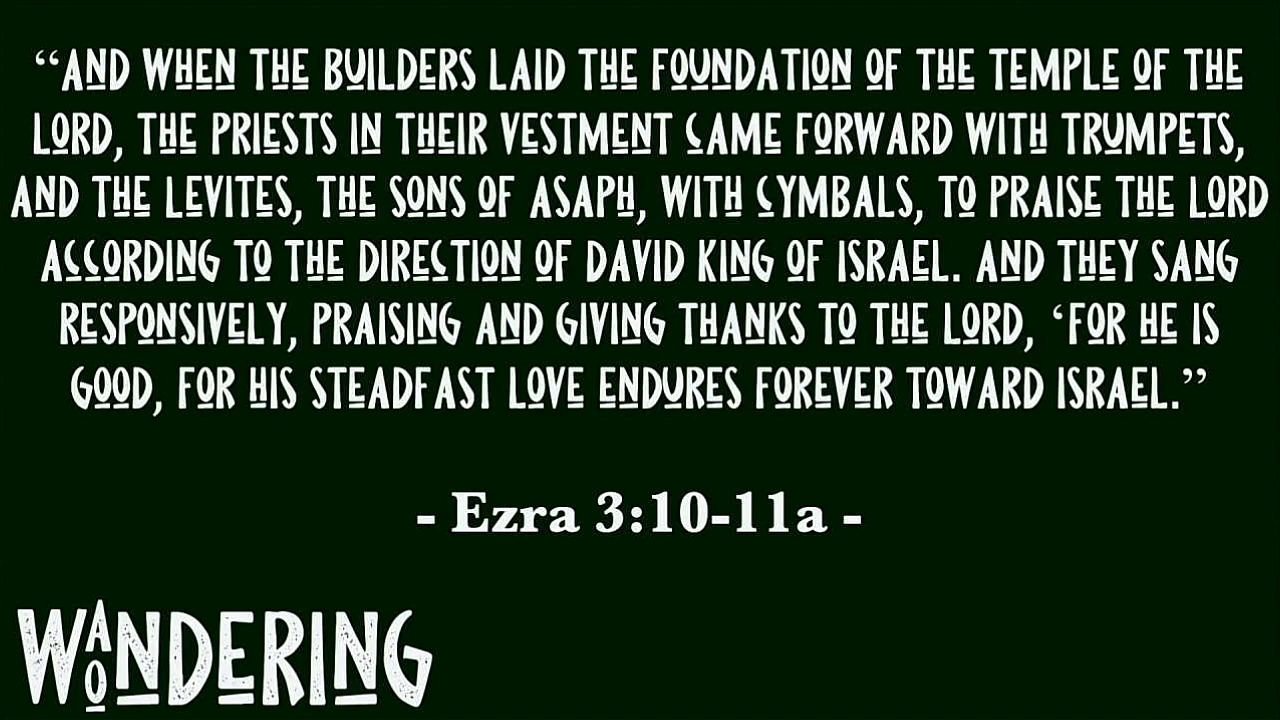 “AND WHEN THE BUILDERS LAID THE FOUNDATION OF THE TEMPLE OF THE
LORD, THE PRIESTS IN THEIR VESTMENT CAME FORWARD WITH TRUMPETS,
AND THE LEVITES, THE SONS OF ASAPH, WITH CYMBALS, TO PRAISE THE LORD
ACCORDING TO THE DIRECTION OF DAVID KING OF ISRAEL. AND THEY SANG
RESPONSIVELY, PRAISING AND GIVING THANKS TO THE LORD, ‘FOR HE IS
GOOD, FOR HIS STEADFAST LOVE ENDURES FOREVER TOWARD ISRAEL.’’
- Ezra 3:10-11a -
WAONDERING